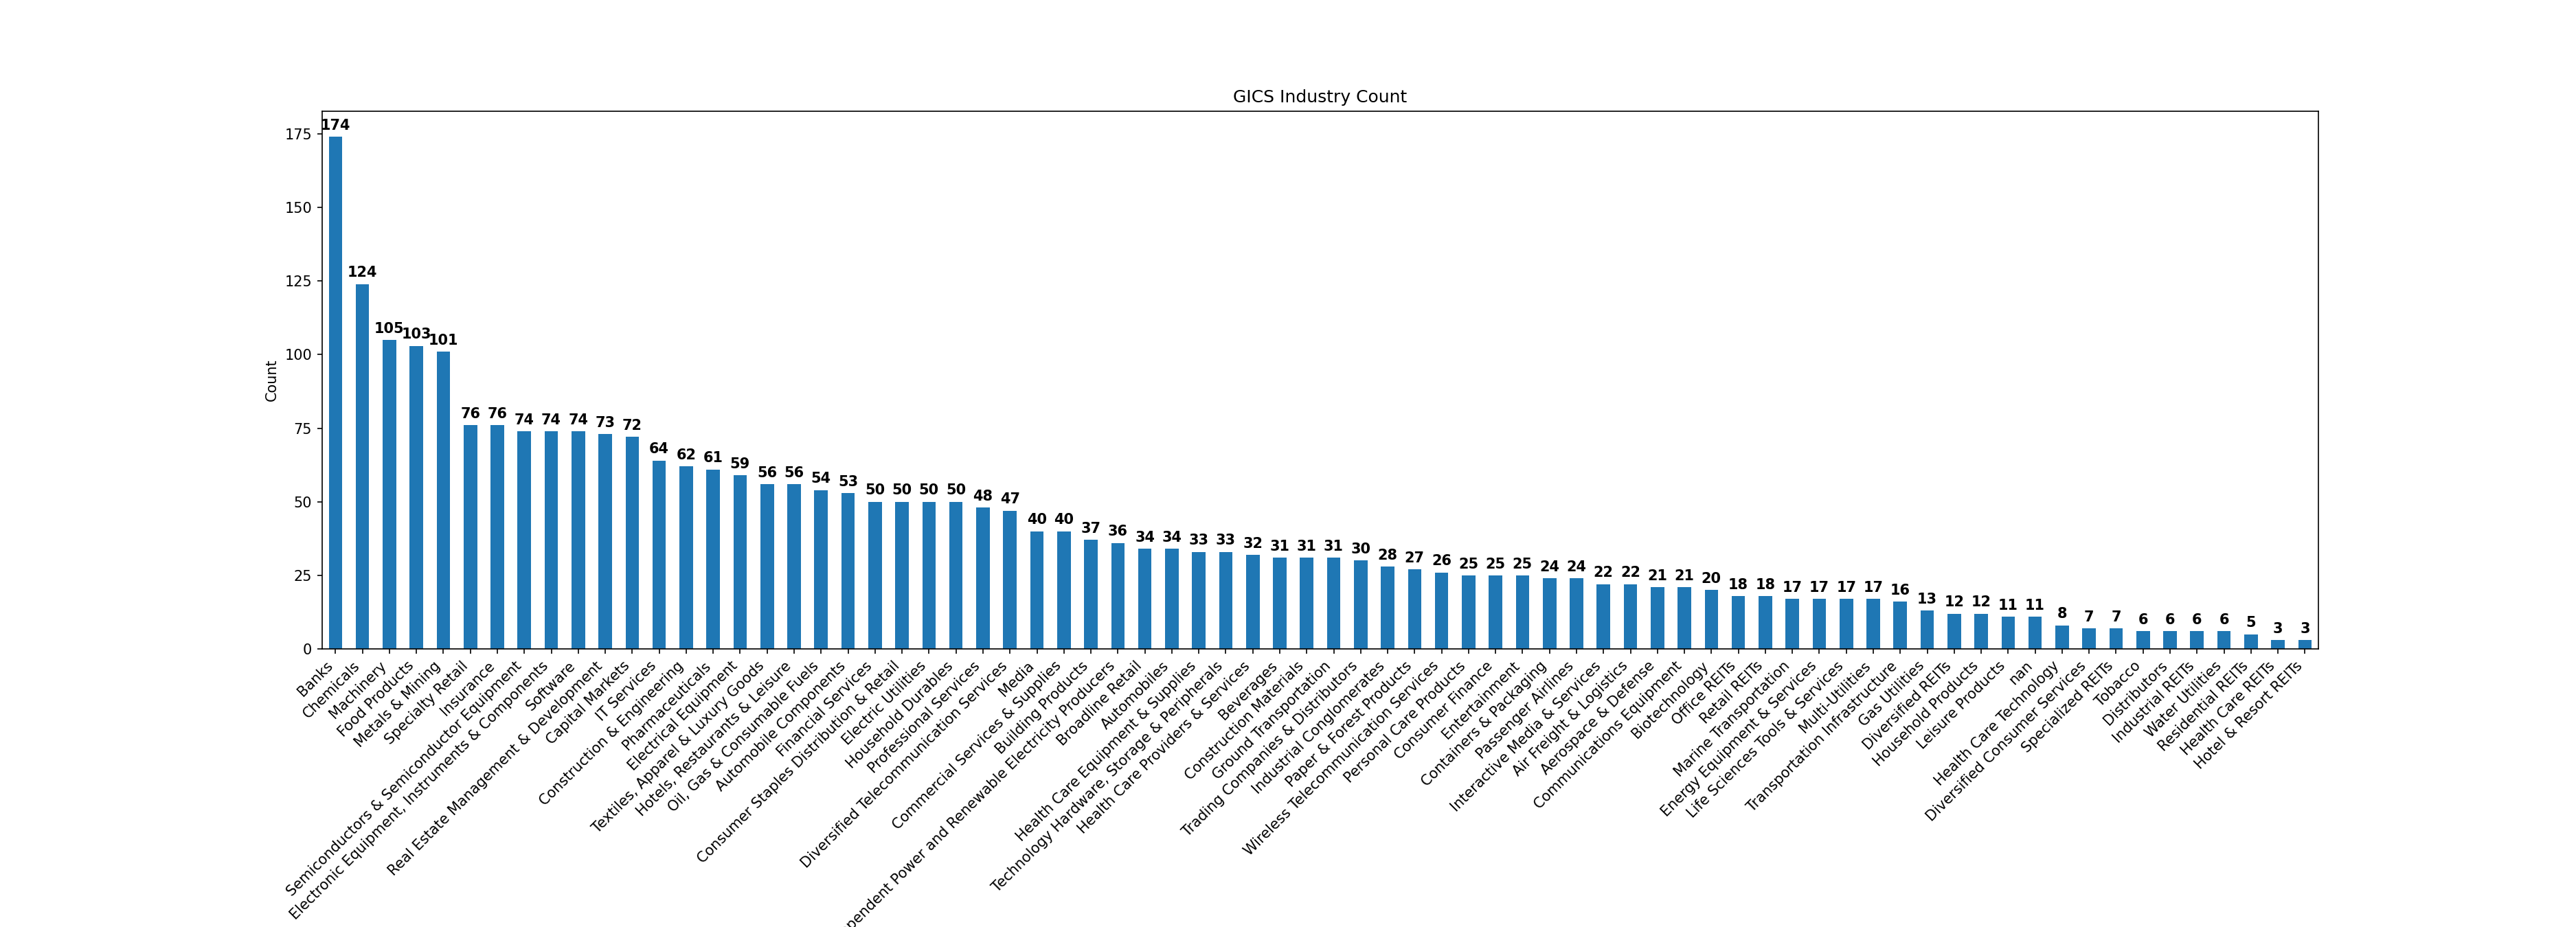 GICS Industry Count
Count
175
150
125
100
75
50
25
0
174
124
105
103
101
76
76
74
74
74
73
72
64
62
61
59
56
56
54
53
50
50
50
50
48
47
40
40
37
36
34
34
33
33
32
31
31
31
30
28
27
26
25
25
25
24
24
22
22
21
21
20
18
18
17
17
17
17
16
13
12
12
11
11
8
7
7
6
6
6
6
5
3
3
Banks
Chemicals
Machinery
Food Products
Metals & Mining
Specialty Retail
Insurance
Semiconductors & Semiconductor Equipment
Electronic Equipment, Instruments & Components
Software
Real Estate Management & Development
Capital Markets
IT Services
Construction & Engineering
Pharmaceuticals
Electrical Equipment
Textiles, Apparel & Luxury Goods
Hotels, Restaurants & Leisure
Oil, Gas & Consumable Fuels
Automobile Components
Financial Services
Consumer Staples Distribution & Retail
Electric Utilities
Household Durables
Professional Services
Diversified Telecommunication Services
Media
Commercial Services & Supplies
Building Products
pendent Power and Renewable Electricity Producers
Broadline Retail
Automobiles
Health Care Equipment & Supplies
Technology Hardware, Storage & Peripherals
Health Care Providers & Services
Beverages
Construction Materials
Ground Transportation
Trading Companies & Distributors
Industrial Conglomerates
Paper & Forest Products
Wireless Telecommunication Services
Personal Care Products
Consumer Finance
Entertainment
Containers & Packaging
Passenger Airlines
Interactive Media & Services
Air Freight & Logistics
Aerospace & Defense
Communications Equipment
Biotechnology
Office REITs
Retail REITs
Marine Transportation
Energy Equipment & Services
Life Sciences Tools & Services
Multi-Utilities
Transportation Infrastructure
Gas Utilities
Diversified REITs
Household Products
Leisure Products
nan
Health Care Technology
Diversified Consumer Services
Specialized REITs
Tobacco
Distributors
Industrial REITs
Water Utilities
Residential REITs
Health Care REITs
Hotel & Resort REITs